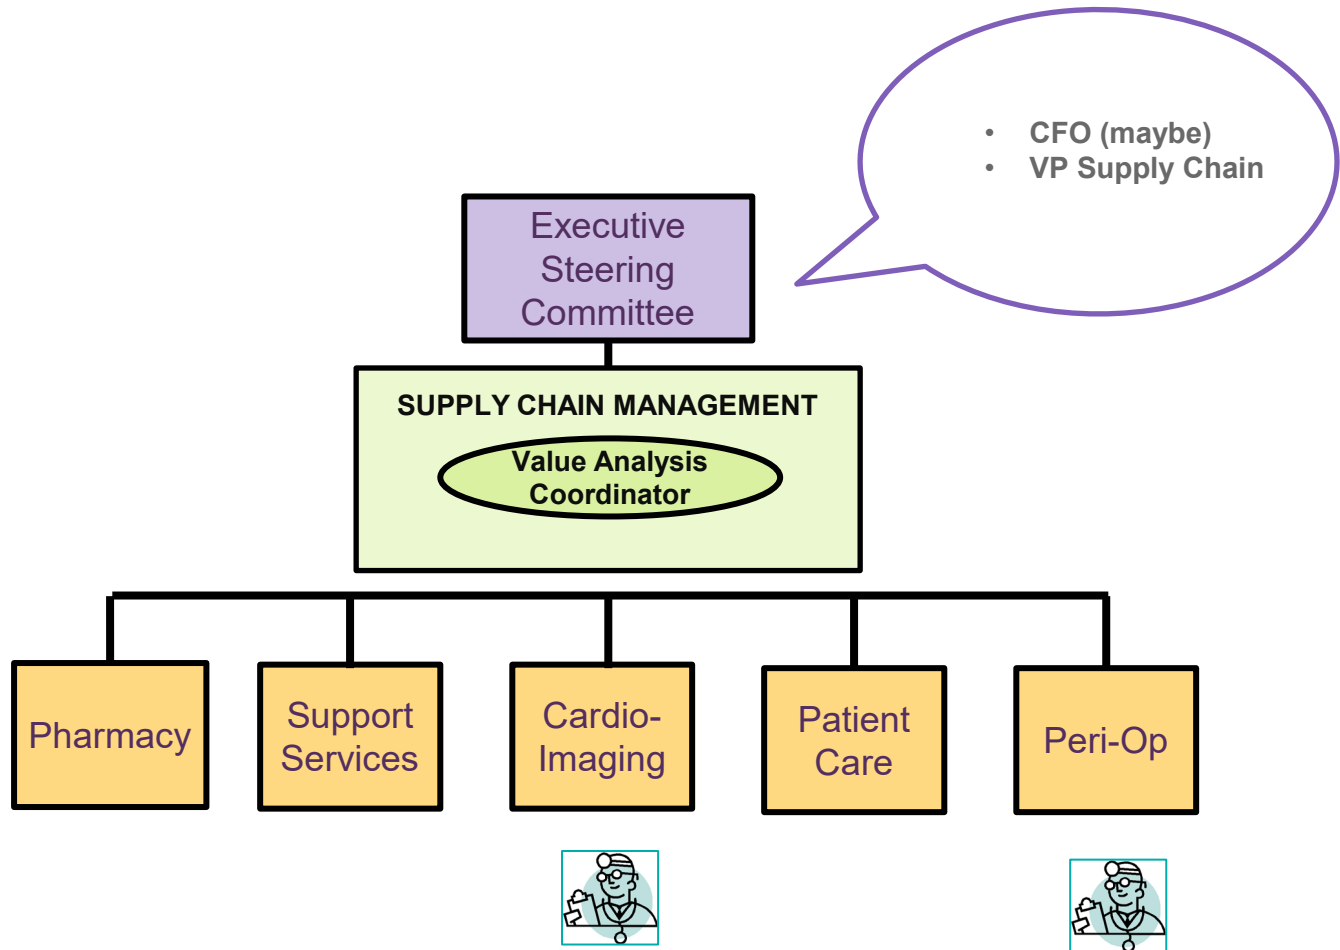 • CFO (maybe)
• VP Supply Chain
Executive
Steering
Committee
SUPPLY CHAIN MANAGEMENT
Value Analysis
Coordinator
Pharmacy
Support
Services
Cardio-
Imaging
Patient
Care
Peri-Op